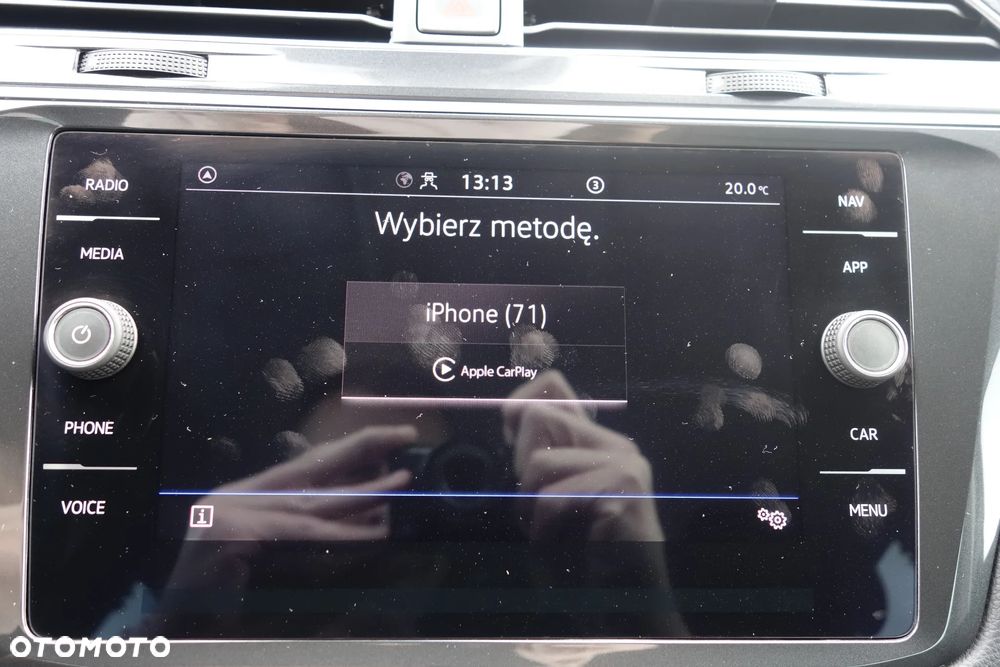 RADIO
MEDIA
PHONE
VOICE
13:13
3
20.0°C
Wybierz metodę.
iPhone (71)
Apple CarPlay
i
NAV
APP
CAR
MENU
OTOMOTO